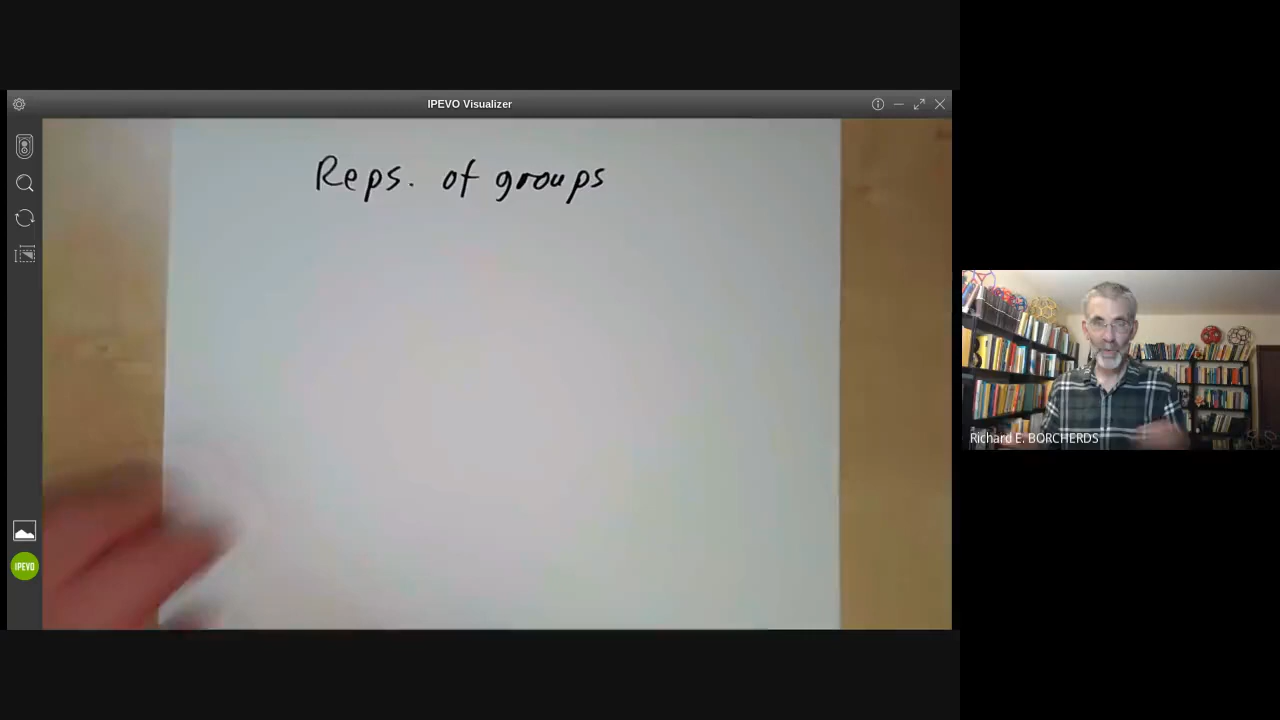 IPEVO Visualizer
Reps. of groups
IPEVO
Richard E. BORCHERDS